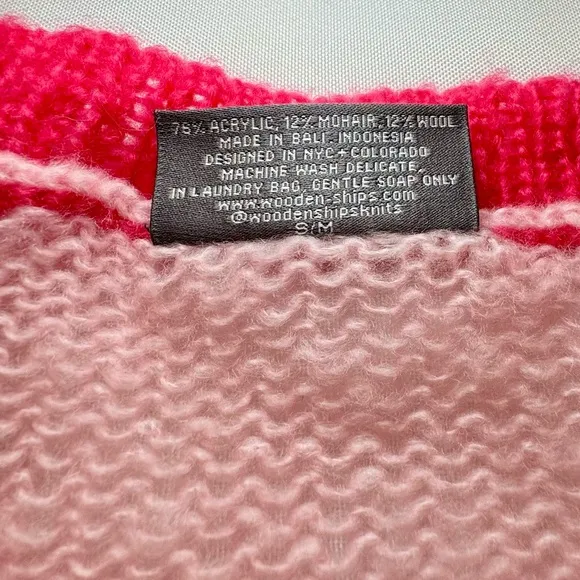 76% ACRYLIC, 12% MOHAIR, 12% WOOL
MADE IN BALI, INDONESIA
DESIGNED IN NYC + COLORADO
MACHINE WASH DELICATE,
IN LAUNDRY BAG, GENTLE SOAP ONLY
www.wooden-ships.com
@woodenshipsknits
S/M